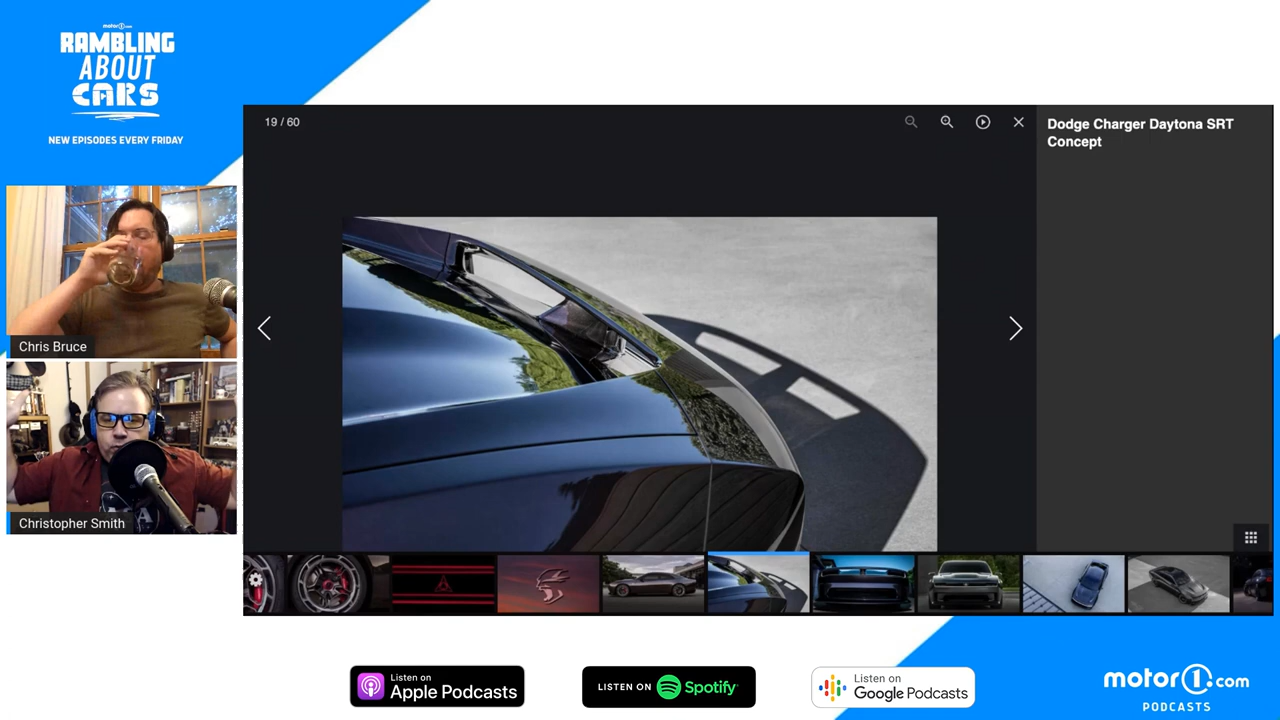 motor1.com
RAMBLING
ABOUT
CARS
NEW EPISODES EVERY FRIDAY
19 / 60
Dodge Charger Daytona SRT
Concept
Chris Bruce
Christopher Smith
Listen on
Apple Podcasts
LISTEN ON Spotify
Listen on
Google Podcasts
motor1.com
PODCASTS